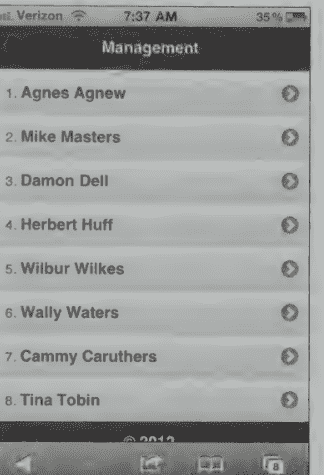 Verizon 7:37 AM 35%
Management
1. Agnes Agnew
2. Mike Masters
3. Damon Dell
4. Herbert Huff
5. Wilbur Wilkes
6. Wally Waters
7. Cammy Caruthers
8. Tina Tobin
© 2012
8